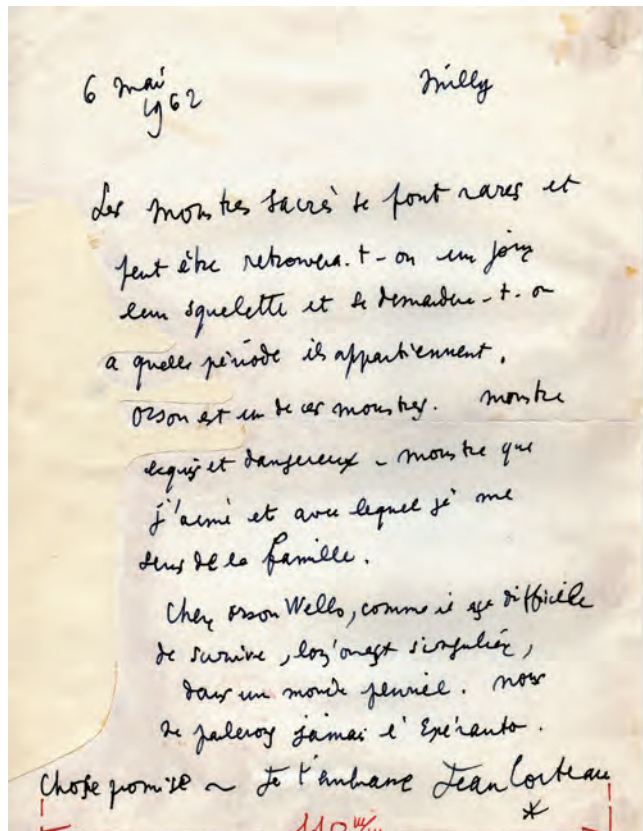 6 mai
1962
Milly
Les monstres sacrés se font rares et
peut être retrouvera-t-on un jour
leur squelette et se demandera-t-on
a quelle période ils appartiennent.
Orson est un de ces monstres. Monstre
exquis et dangereux - monstre que
j'aime et avec lequel je me
sens de la famille.
Cher Orson Welles, comme il est difficile
de survivre, lorsqu'on est singulier,
dans un monde pluriel. Nous
ne parlerons jamais l'Espéranto.
Chose promise ~ Je t'embrasse Jean Cocteau
*
110 m/m